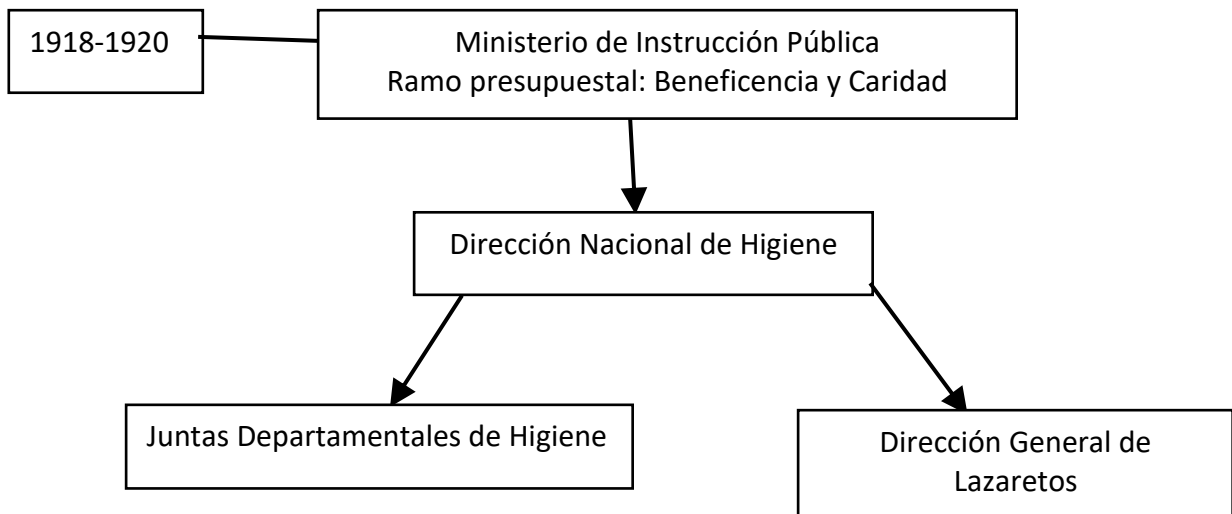 1918-1920
Ministerio de Instrucción Pública
Ramo presupuestal: Beneficencia y Caridad
Dirección Nacional de Higiene
Juntas Departamentales de Higiene
Dirección General de
Lazaretos